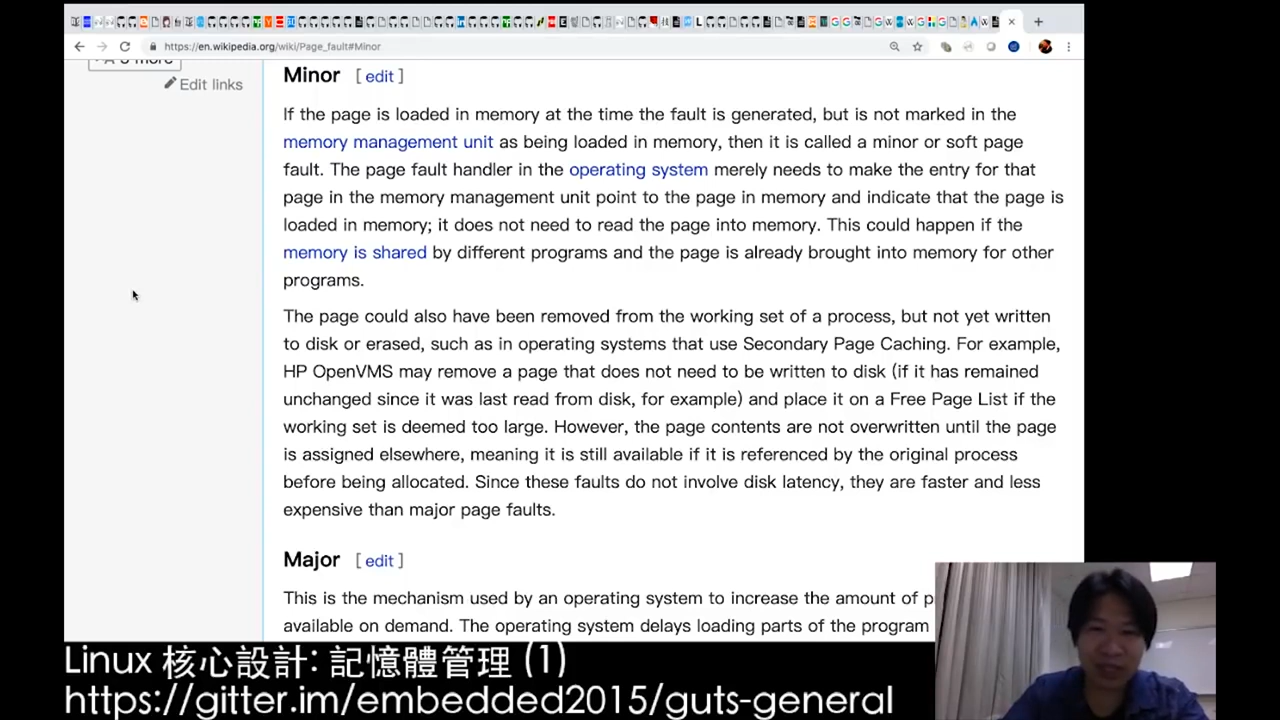 https://en.wikipedia.org/wiki/Page_fault#Minor
Edit links
Minor [ edit ]
If the page is loaded in memory at the time the fault is generated, but is not marked in the
memory management unit as being loaded in memory, then it is called a minor or soft page
fault. The page fault handler in the operating system merely needs to make the entry for that
page in the memory management unit point to the page in memory and indicate that the page is
loaded in memory; it does not need to read the page into memory. This could happen if the
memory is shared by different programs and the page is already brought into memory for other
programs.
The page could also have been removed from the working set of a process, but not yet written
to disk or erased, such as in operating systems that use Secondary Page Caching. For example,
HP OpenVMS may remove a page that does not need to be written to disk (if it has remained
unchanged since it was last read from disk, for example) and place it on a Free Page List if the
working set is deemed too large. However, the page contents are not overwritten until the page
is assigned elsewhere, meaning it is still available if it is referenced by the original process
before being allocated. Since these faults do not involve disk latency, they are faster and less
expensive than major page faults.
Major [ edit ]
This is the mechanism used by an operating system to increase the amount of
available on demand. The operating system delays loading parts of the program
Linux 核心設計: 記憶體管理 (1)
https://gitter.im/embedded2015/guts-general